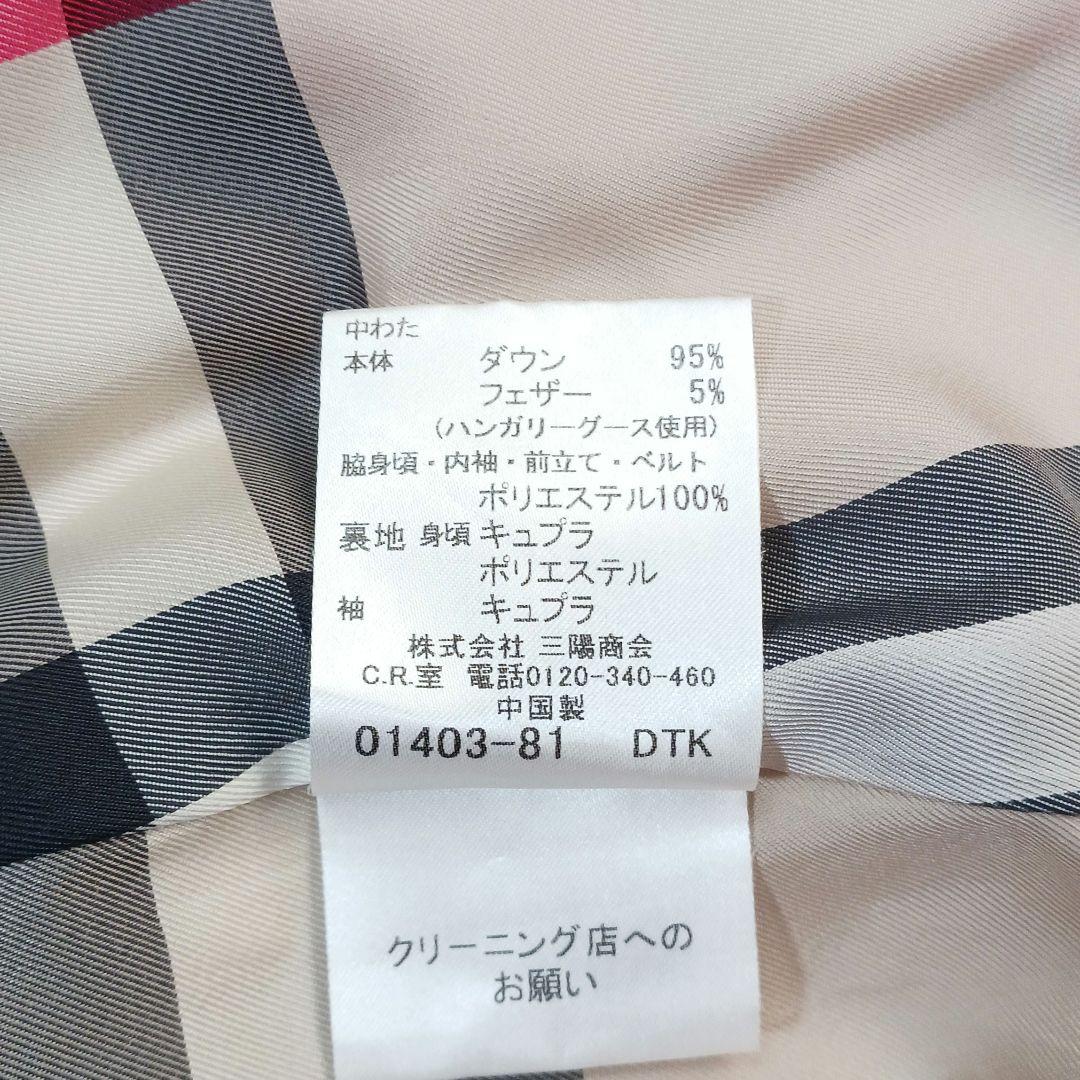 中わた
本体 ダウン 95%
フェザー 5%
(ハンガリーグース使用)
脇身頃・内袖・前立て・ベルト
ポリエステル100%
裏地 身頃 キュプラ
ポリエステル
袖 キュプラ
株式会社 三陽商会
C.R.室 電話0120-340-460
中国製
01403-81 DTK
クリーニング店への
お願い